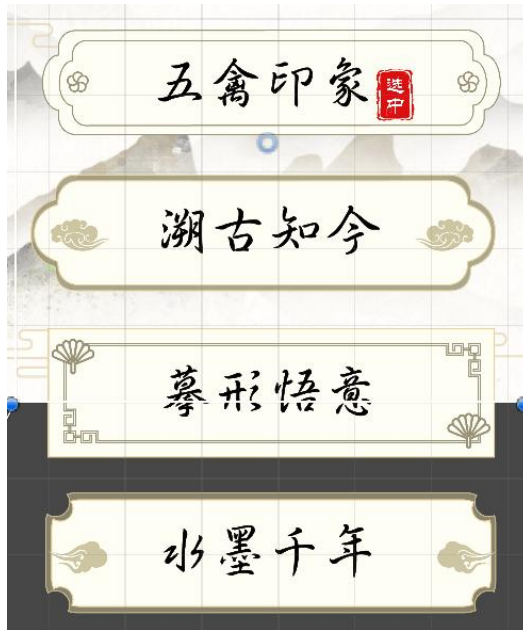 五禽印象
选中
溯古知今
摹形悟意
水墨千年